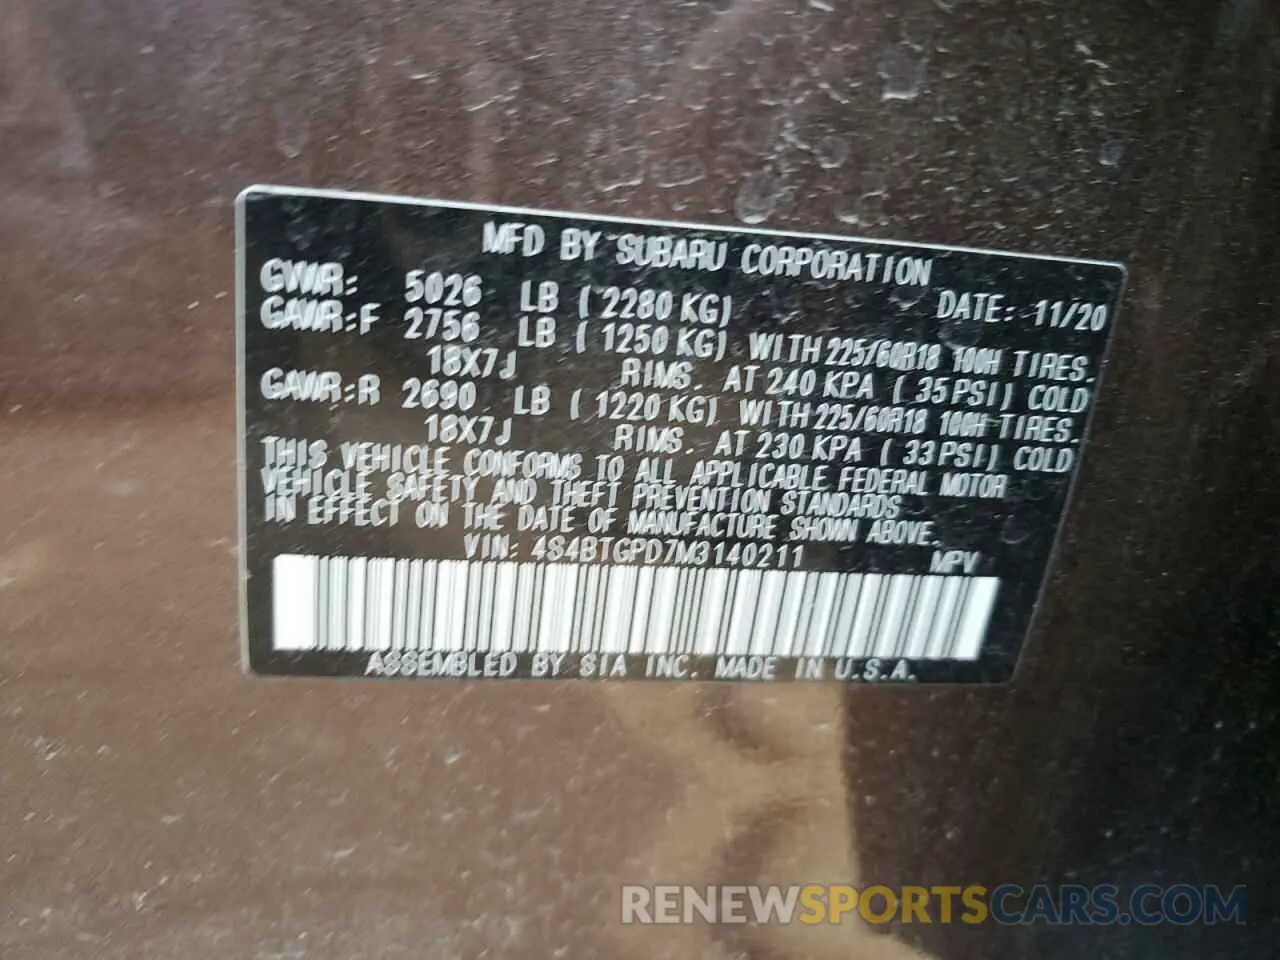 MFD BY SUBARU CORPORATION
GVWR: 5026 LB (2280 KG) DATE: 11/20
GAWR:F 2756 LB (1250 KG) WITH 225/60R18 100H TIRES.
18X7J RIMS. AT 240 KPA (35PSI) COLD
GAWR:R 2690 LB (1220 KG) WITH 225/60R18 100H TIRES.
18X7J RIMS. AT 230 KPA (33PSI) COLD
THIS VEHICLE CONFORMS TO ALL APPLICABLE FEDERAL MOTOR
VEHICLE SAFETY AND THEFT PREVENTION STANDARDS
IN EFFECT ON THE DATE OF MANUFACTURE SHOWN ABOVE.
VIN: 4S4BTGPD7M3140211 MPV
ASSEMBLED BY SIA INC. MADE IN U.S.A.
RENEWSPORTSCARS.COM